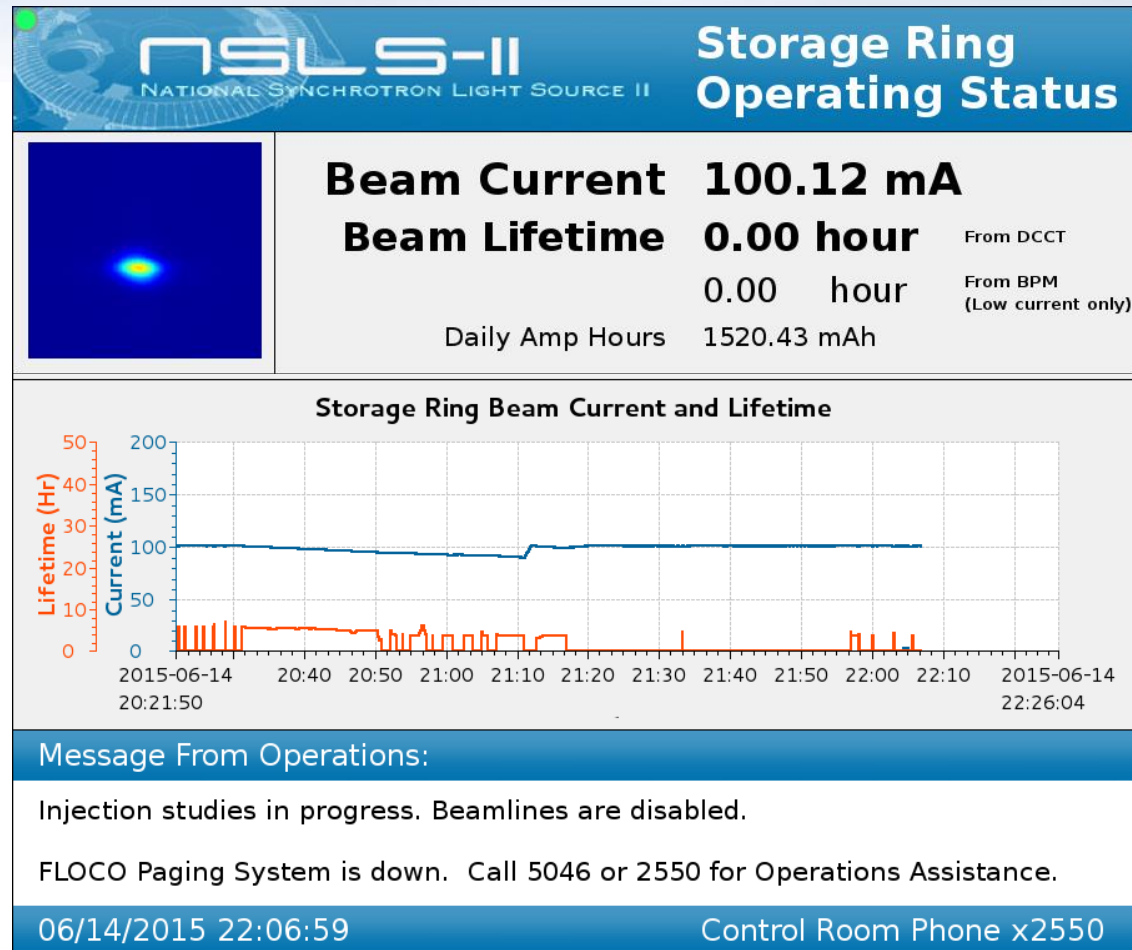 NSLS-II
NATIONAL SYNCHROTRON LIGHT SOURCE II
Storage Ring
Operating Status
Beam Current 100.12 mA
Beam Lifetime 0.00 hour From DCCT
0.00 hour From BPM
(Low current only)
Daily Amp Hours 1520.43 mAh
Storage Ring Beam Current and Lifetime
Lifetime (Hr)
50
40
30
20
10
0
Current (mA)
200
150
100
50
0
2015-06-14 20:40 20:50 21:00 21:10 21:20 21:30 21:40 21:50 22:00 22:10 2015-06-14
20:21:50 22:26:04
Message From Operations:
Injection studies in progress. Beamlines are disabled.
FLOCO Paging System is down. Call 5046 or 2550 for Operations Assistance.
06/14/2015 22:06:59 Control Room Phone x2550